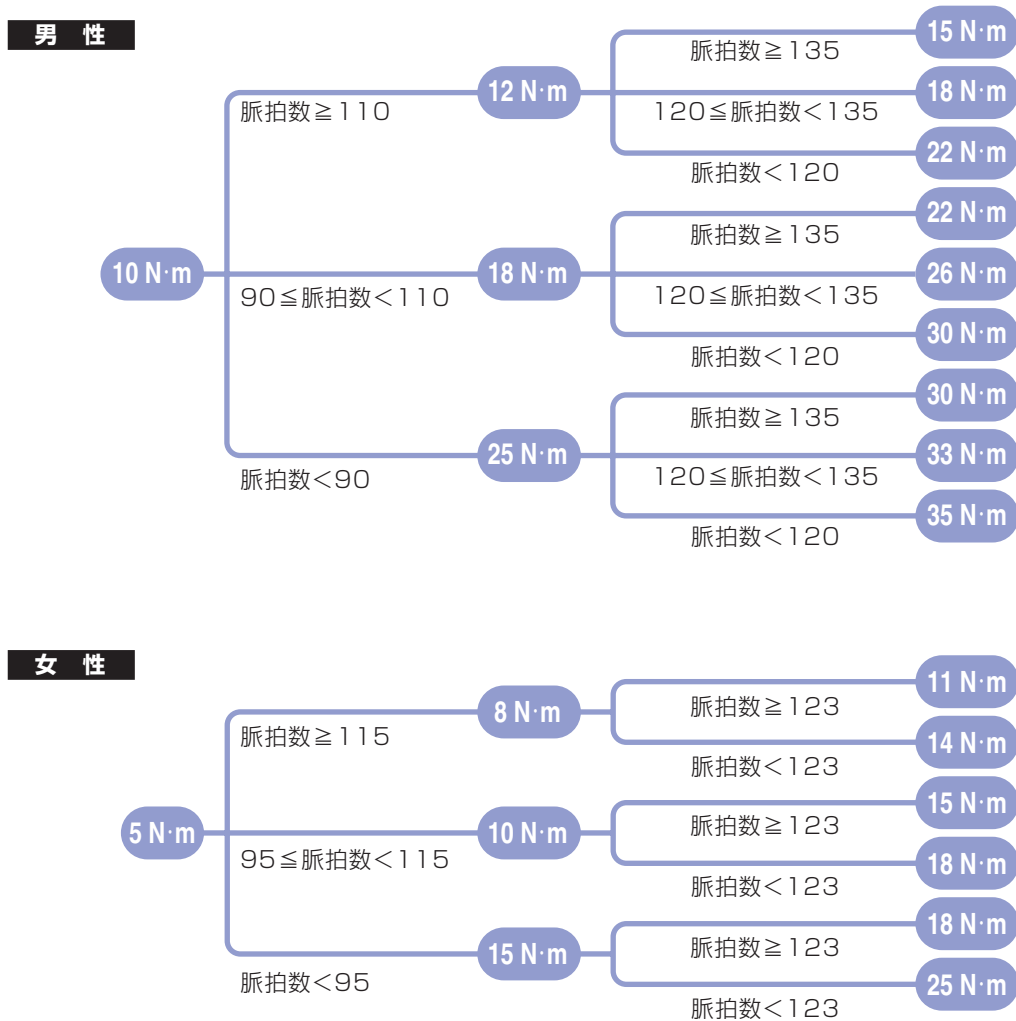 男 性
15 N·m
脈拍数≧135
12 N·m
18 N·m
脈拍数≧110
120≦脈拍数<135
22 N·m
脈拍数<120
22 N·m
脈拍数≧135
10 N·m
18 N·m
26 N·m
90≦脈拍数<110
120≦脈拍数<135
30 N·m
脈拍数<120
30 N·m
脈拍数≧135
25 N·m
33 N·m
脈拍数<90
120≦脈拍数<135
35 N·m
脈拍数<120
女 性
11 N·m
8 N·m
脈拍数≧123
脈拍数≧115
14 N·m
脈拍数<123
15 N·m
5 N·m
10 N·m
脈拍数≧123
95≦脈拍数<115
18 N·m
脈拍数<123
18 N·m
15 N·m
脈拍数≧123
脈拍数<95
25 N·m
脈拍数<123